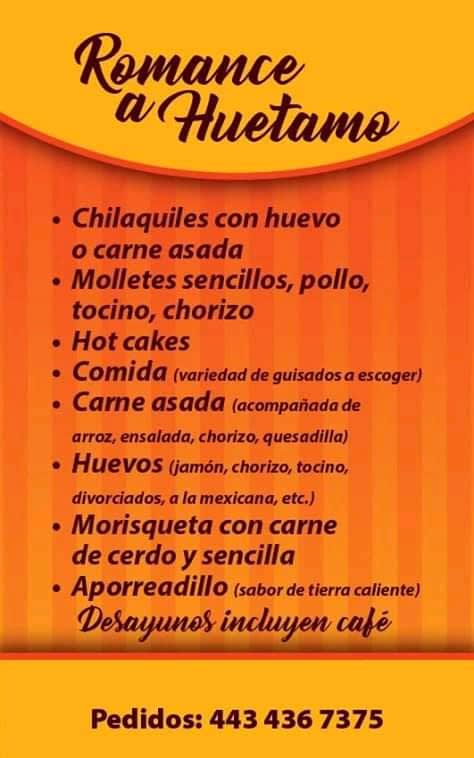 Romance
a Huetamo
• Chilaquiles con huevo
o carne asada
• Molletes sencillos, pollo,
tocino, chorizo
• Hot cakes
• Comida (variedad de guisados a escoger)
• Carne asada (acompañada de
arroz, ensalada, chorizo, quesadilla)
• Huevos (jamón, chorizo, tocino,
divorciados, a la mexicana, etc.)
• Morisqueta con carne
de cerdo y sencilla
• Aporreadillo (sabor de tierra caliente)
Desayunos incluyen café
Pedidos: 443 436 7375